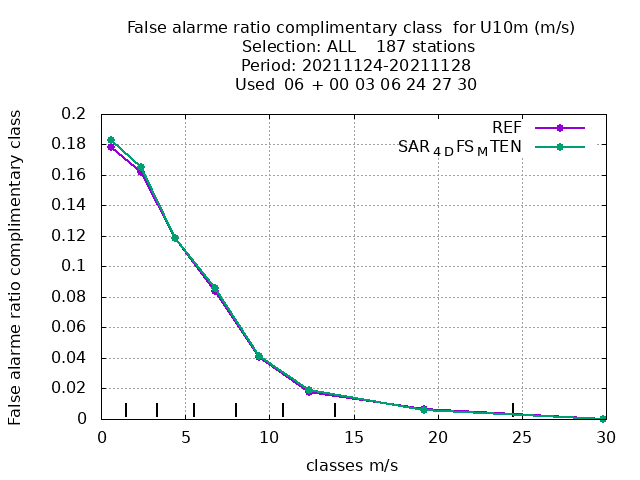 False alarme ratio complimentary class  for U10m (m/s)
Selection: ALL    187 stations
Period: 20211124-20211128
Used  06 + 00 03 06 24 27 30
False alarme ratio complimentary class
0.2
0.18
0.16
0.14
0.12
0.1
0.08
0.06
0.04
0.02
0
REF
SAR4DFSMTEN
0 5 10 15 20 25 30
classes m/s